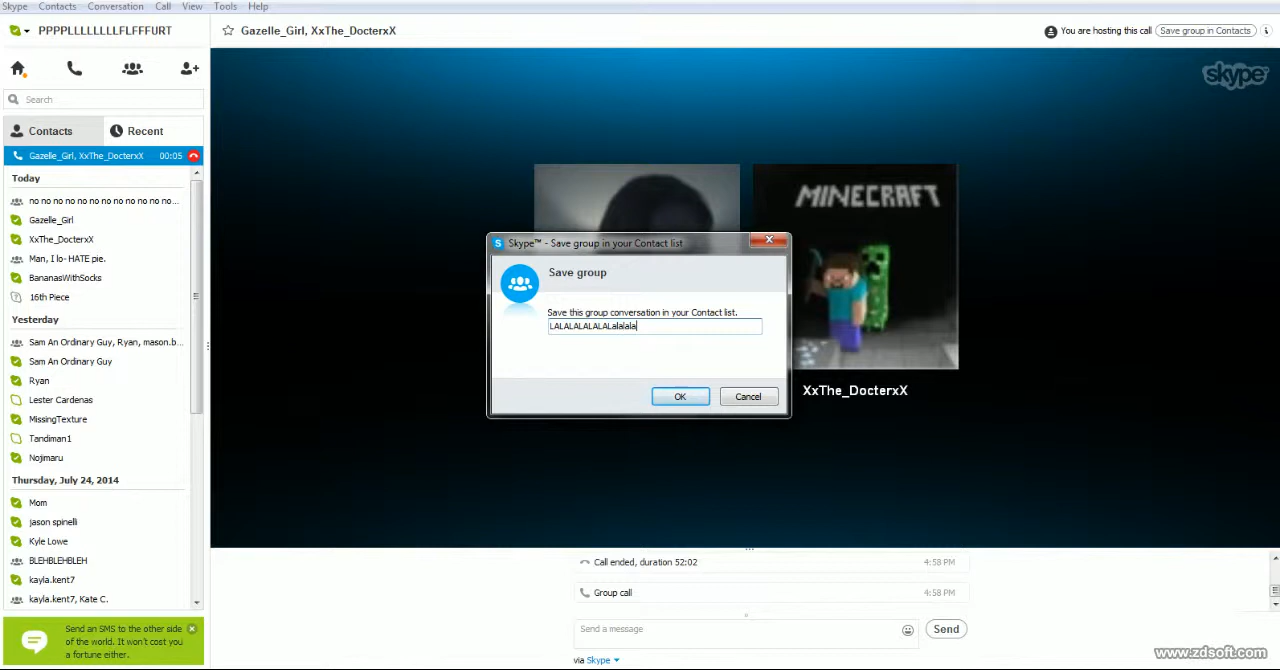 Skype Contacts Conversation Call View Tools Help
PPPPLLLLLLLLFLFFFURT
Gazelle_Girl, XxThe_DocterxX
You are hosting this call
Save group in Contacts
skype
Search
Contacts
Recent
Gazelle_Girl, XxThe_DocterxX 00:05
Today
no no no no no no no no no no no...
Gazelle_Girl
XxThe_DocterxX
Man, I lo- HATE pie.
BananasWithSocks
16th Piece
Yesterday
Sam An Ordinary Guy, Ryan, mason.b...
Sam An Ordinary Guy
Ryan
Lester Cardenas
MissingTexture
Tandiman1
Nojimaru
Thursday, July 24, 2014
Mom
jason spinelli
Kyle Lowe
BLEHBLEHBLEH
kayla.kent7
kayla.kent7, Kate C.
Send an SMS to the other side
of the world. It won't cost you
a fortune either.
MINECRAFT
XxThe_DocterxX
Skype™ - Save group in your Contact list
Save group
Save this group conversation in your Contact list.
LALALALALALALalalala
OK
Cancel
Call ended, duration 52:02 4:58 PM
Group call 4:58 PM
Send a message
Send
via Skype
www.zdsoft.com